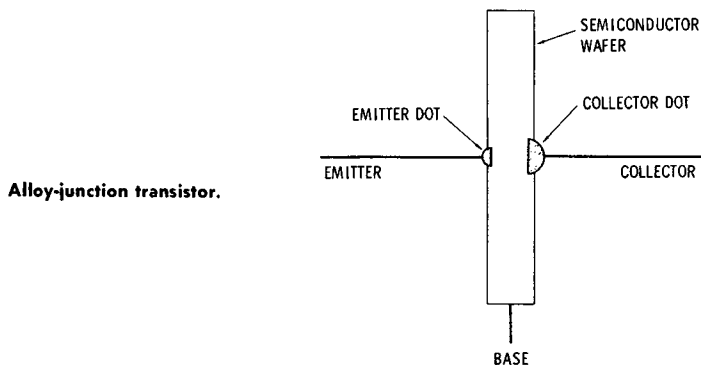 SEMICONDUCTOR
WAFER
EMITTER DOT
COLLECTOR DOT
EMITTER
COLLECTOR
Alloy-junction transistor.
BASE